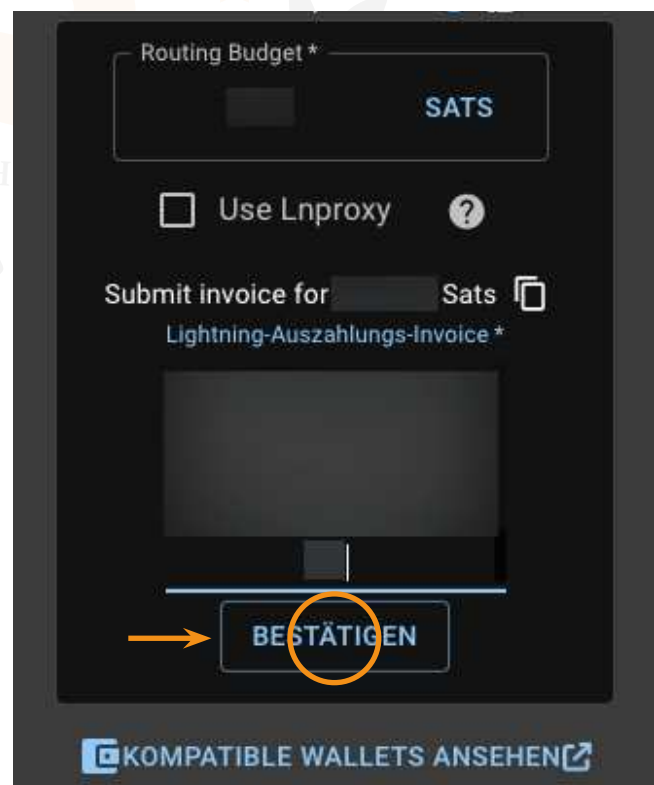 Routing Budget *
SATS
Use Lnproxy
Submit invoice for Sats
Lightning-Auszahlungs-Invoice *
BESTÄTIGEN
KOMPATIBLE WALLETS ANSEHEN